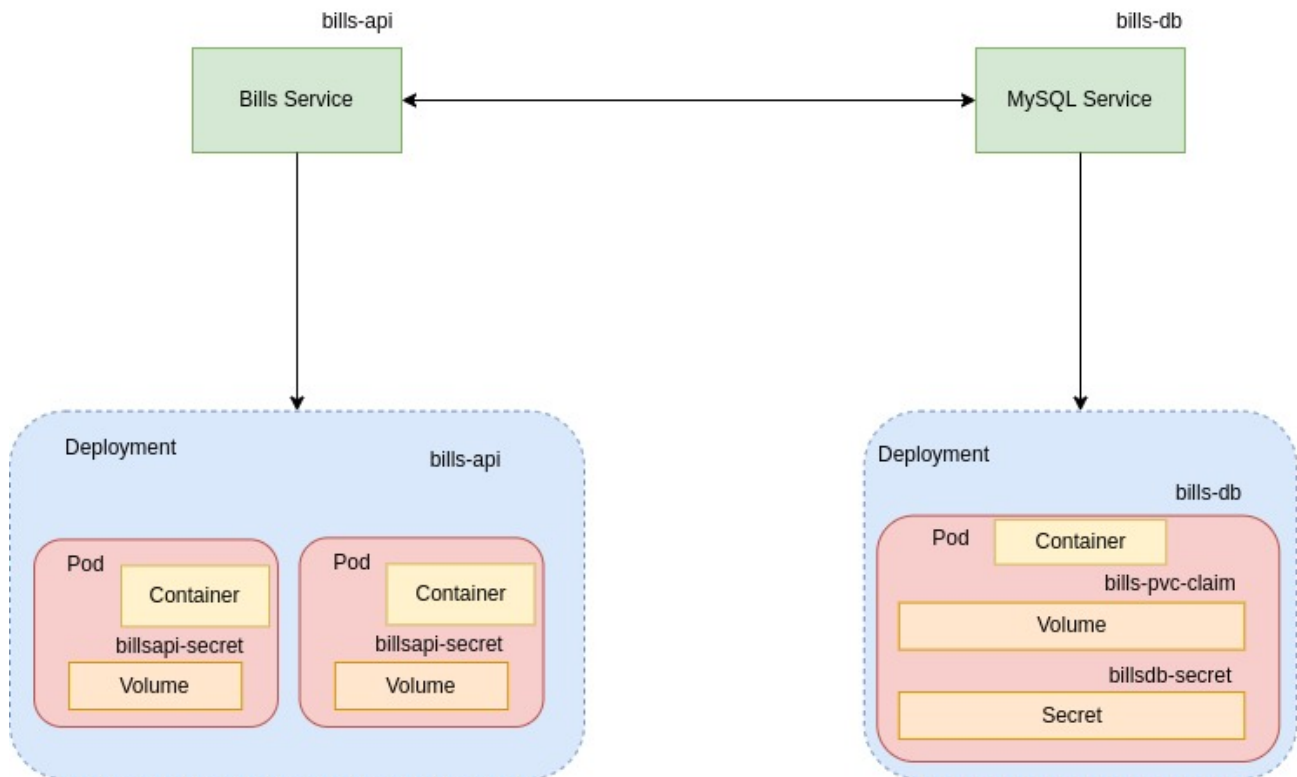 bills-api
bills-db
Bills Service
MySQL Service
Deployment
bills-api
Pod
Container
billsapi-secret
Volume
Pod
Container
billsapi-secret
Volume
Deployment
bills-db
Pod
Container
bills-pvc-claim
Volume
billsdb-secret
Secret